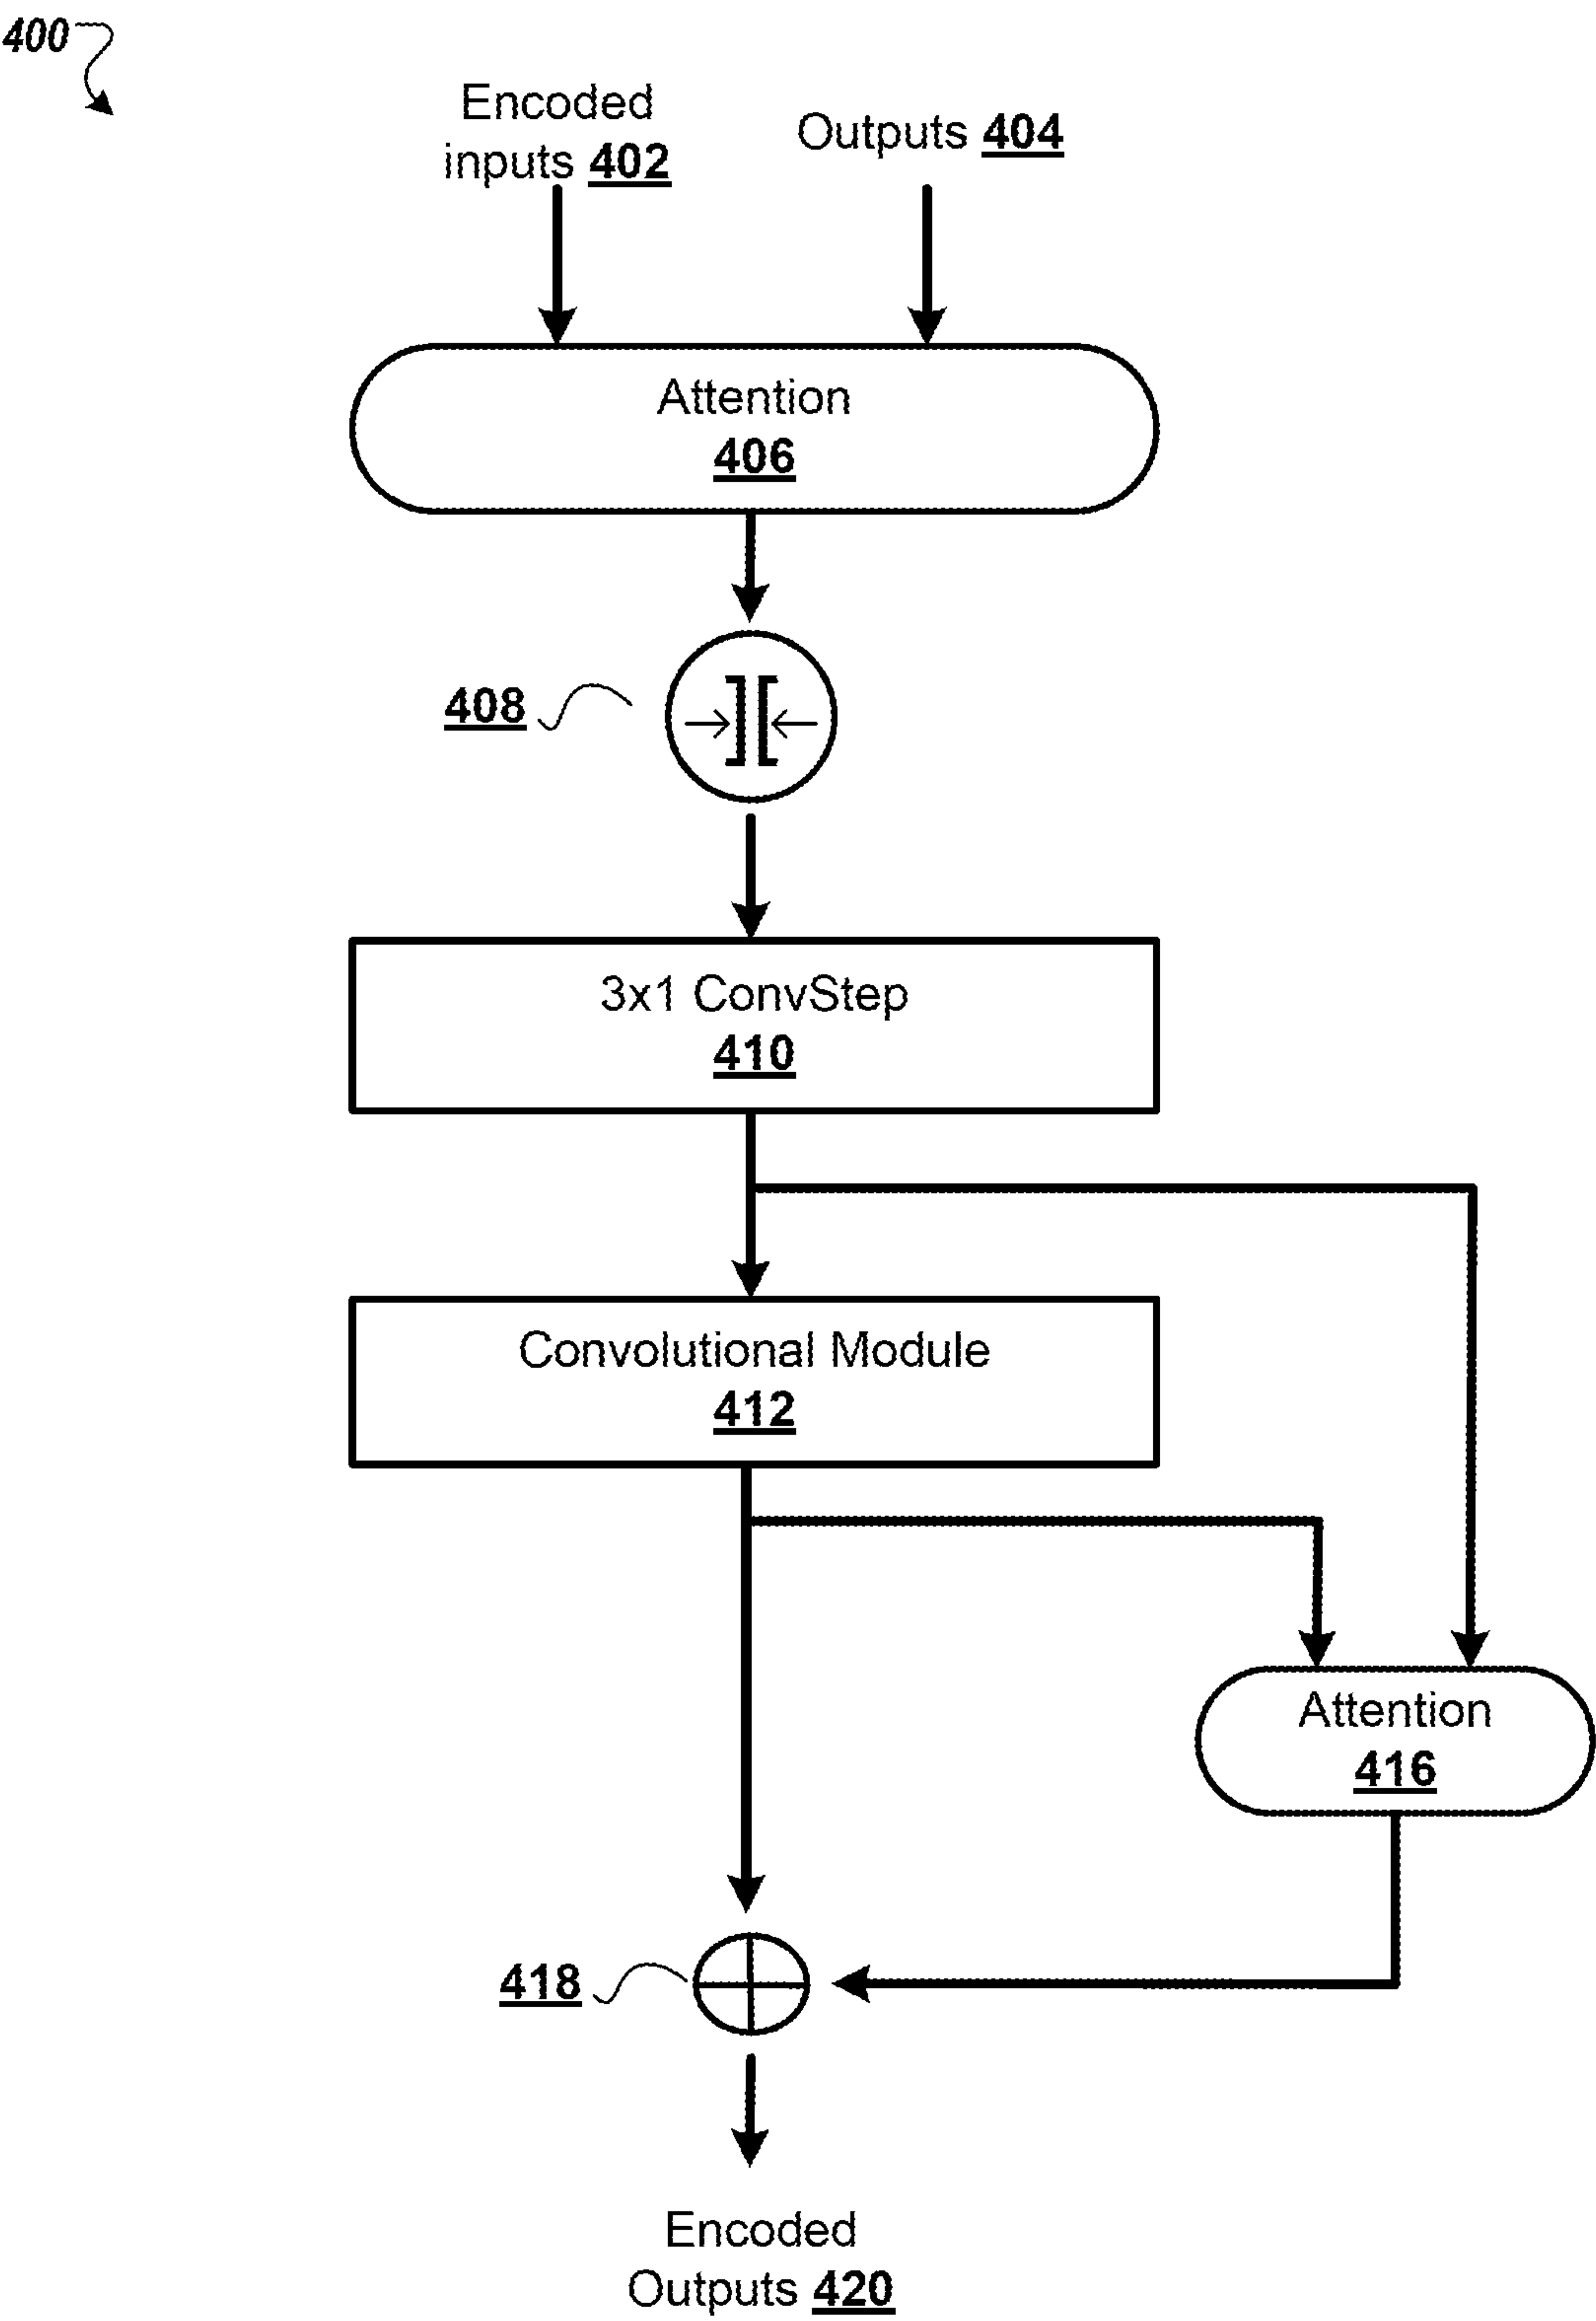 400
Encoded
inputs 402
Outputs 404
Attention
406
408
3x1 ConvStep
410
Convolutional Module
412
Attention
416
418
Encoded
Outputs 420